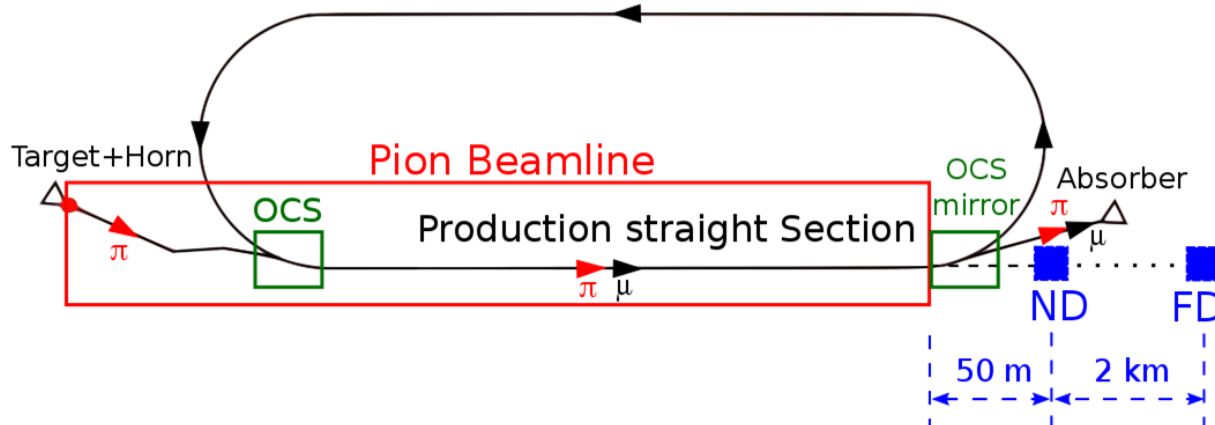 Target+Horn
Pion Beamline
OCS
mirror
Absorber
OCS
Production straight Section
π
μ
π
π
μ
ND
FD
50 m
2 km